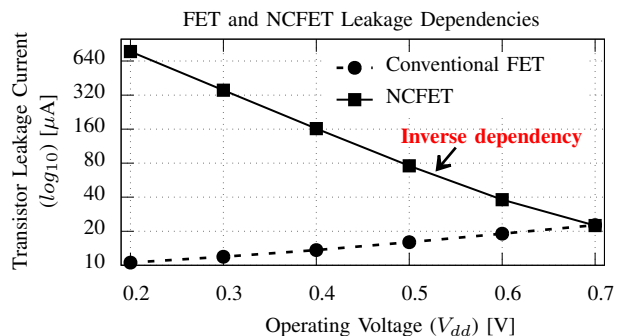 FET and NCFET Leakage Dependencies
Transistor Leakage Current
(log₁₀) [µA]
640
320
160
80
40
20
10
Conventional FET
NCFET
Inverse dependency
0.2 0.3 0.4 0.5 0.6 0.7
Operating Voltage (V_dd) [V]